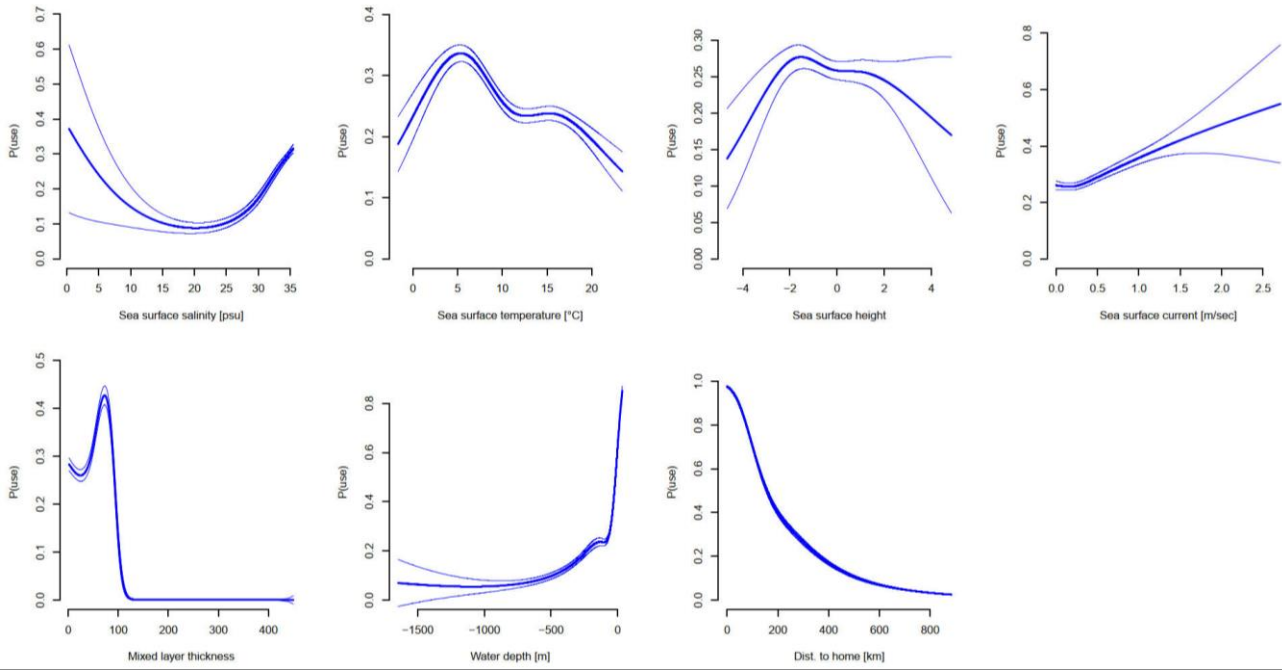 P(use)
0.7
0.6
0.5
0.4
0.3
0.2
0.1
0.0
0 5 10 15 20 25 30 35
Sea surface salinity [psu]
P(use)
0.4
0.3
0.2
0.1
0.0
0 5 10 15 20
Sea surface temperature [°C]
P(use)
0.30
0.25
0.20
0.15
0.10
0.05
0.00
−4 −2 0 2 4
Sea surface height
P(use)
0.8
0.6
0.4
0.2
0.0
0.0 0.5 1.0 1.5 2.0 2.5
Sea surface current [m/sec]
P(use)
0.5
0.4
0.3
0.2
0.1
0.0
0 100 200 300 400
Mixed layer thickness
P(use)
0.8
0.6
0.4
0.2
0.0
−1500 −1000 −500 0
Water depth [m]
P(use)
1.0
0.8
0.6
0.4
0.2
0.0
0 200 400 600 800
Dist. to home [km]